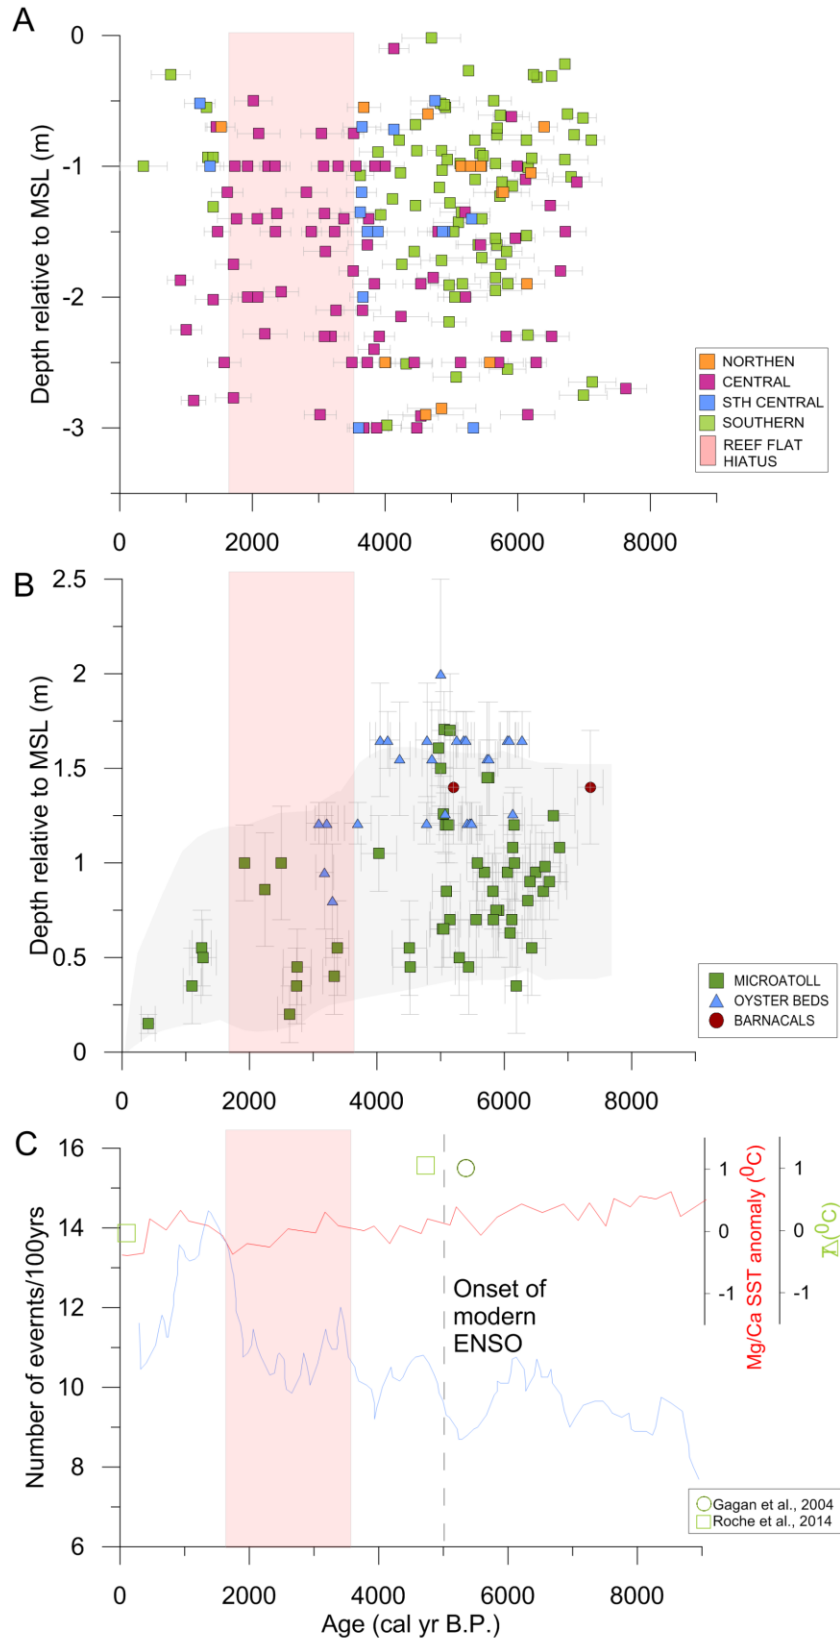 A
0
-1
-2
-3
Depth relative to MSL (m)
NORTHEN
CENTRAL
STH CENTRAL
SOUTHERN
REEF FLAT
HIATUS
0 2000 4000 6000 8000
B
2.5
2
1.5
1
0.5
0
Depth relative to MSL (m)
MICROATOLL
OYSTER BEDS
BARNACALS
0 2000 4000 6000 8000
C
16
14
12
10
8
6
Number of evernts/100yrs
Onset of
modern
ENSO
1
0
-1
Mg/Ca SST anomaly (⁰C)
1
0
-1
(⁰C)
Gagan et al., 2004
Roche et al., 2014
0 2000 4000 6000 8000
Age (cal yr B.P.)